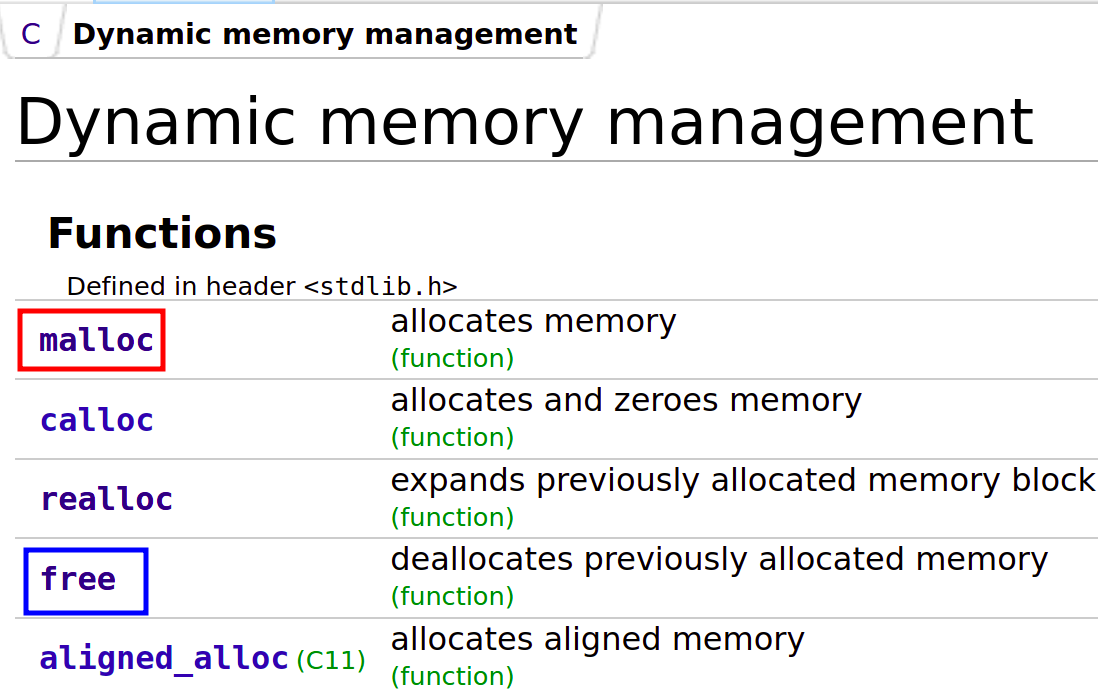 C Dynamic memory management
Dynamic memory management
Functions
Defined in header <stdlib.h>
malloc allocates memory
(function)
calloc allocates and zeroes memory
(function)
realloc expands previously allocated memory block
(function)
free deallocates previously allocated memory
(function)
aligned_alloc (C11) allocates aligned memory
(function)